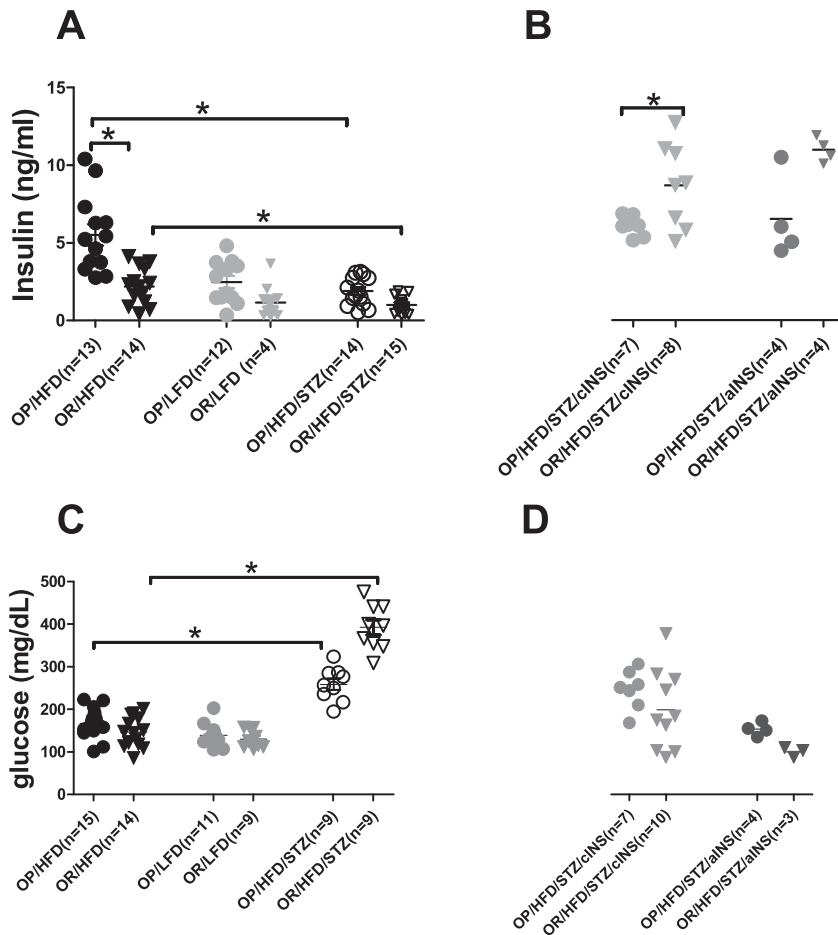 A
B
Insulin (ng/ml)
15
10
5
0
*
*
*
*
OP/HFD(n=13)
OR/HFD(n=14)
OP/LFD(n=12)
OR/LFD (n=4)
OP/HFD/STZ(n=14)
OR/HFD/STZ(n=15)
OP/HFD/STZ/cINS(n=7)
OR/HFD/STZ/cINS(n=8)
OP/HFD/STZ/aINS(n=4)
OR/HFD/STZ/aINS(n=4)
C
D
glucose (mg/dL)
500
400
300
200
100
0
*
*
OP/HFD(n=15)
OR/HFD(n=14)
OP/LFD(n=11)
OR/LFD(n=9)
OP/HFD/STZ(n=9)
OR/HFD/STZ(n=9)
OP/HFD/STZ/cINS(n=7)
OR/HFD/STZ/cINS(n=10)
OP/HFD/STZ/aINS(n=4)
OR/HFD/STZ/aINS(n=3)